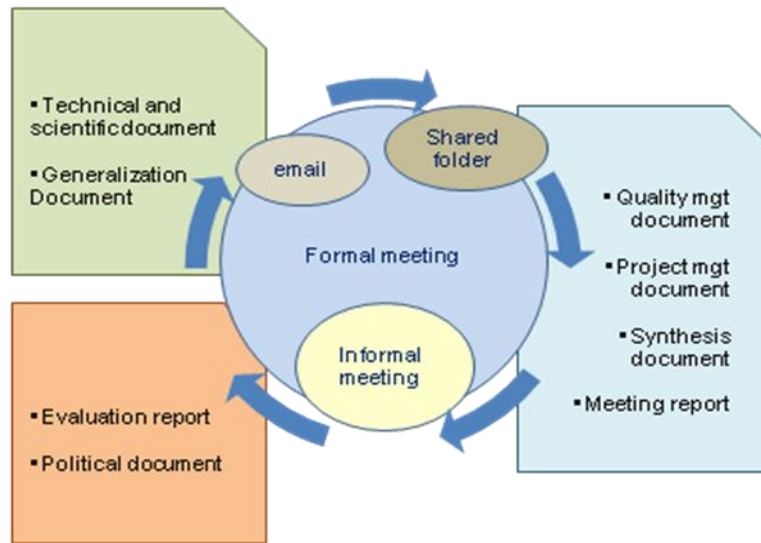 ▪ Technical and
scientific document
▪ Generalization
Document
email
Shared
folder
Formal meeting
Informal
meeting
▪ Quality mgt
document
▪ Project mgt
document
▪ Synthesis
document
▪ Meeting report
▪ Evaluation report
▪ Political document